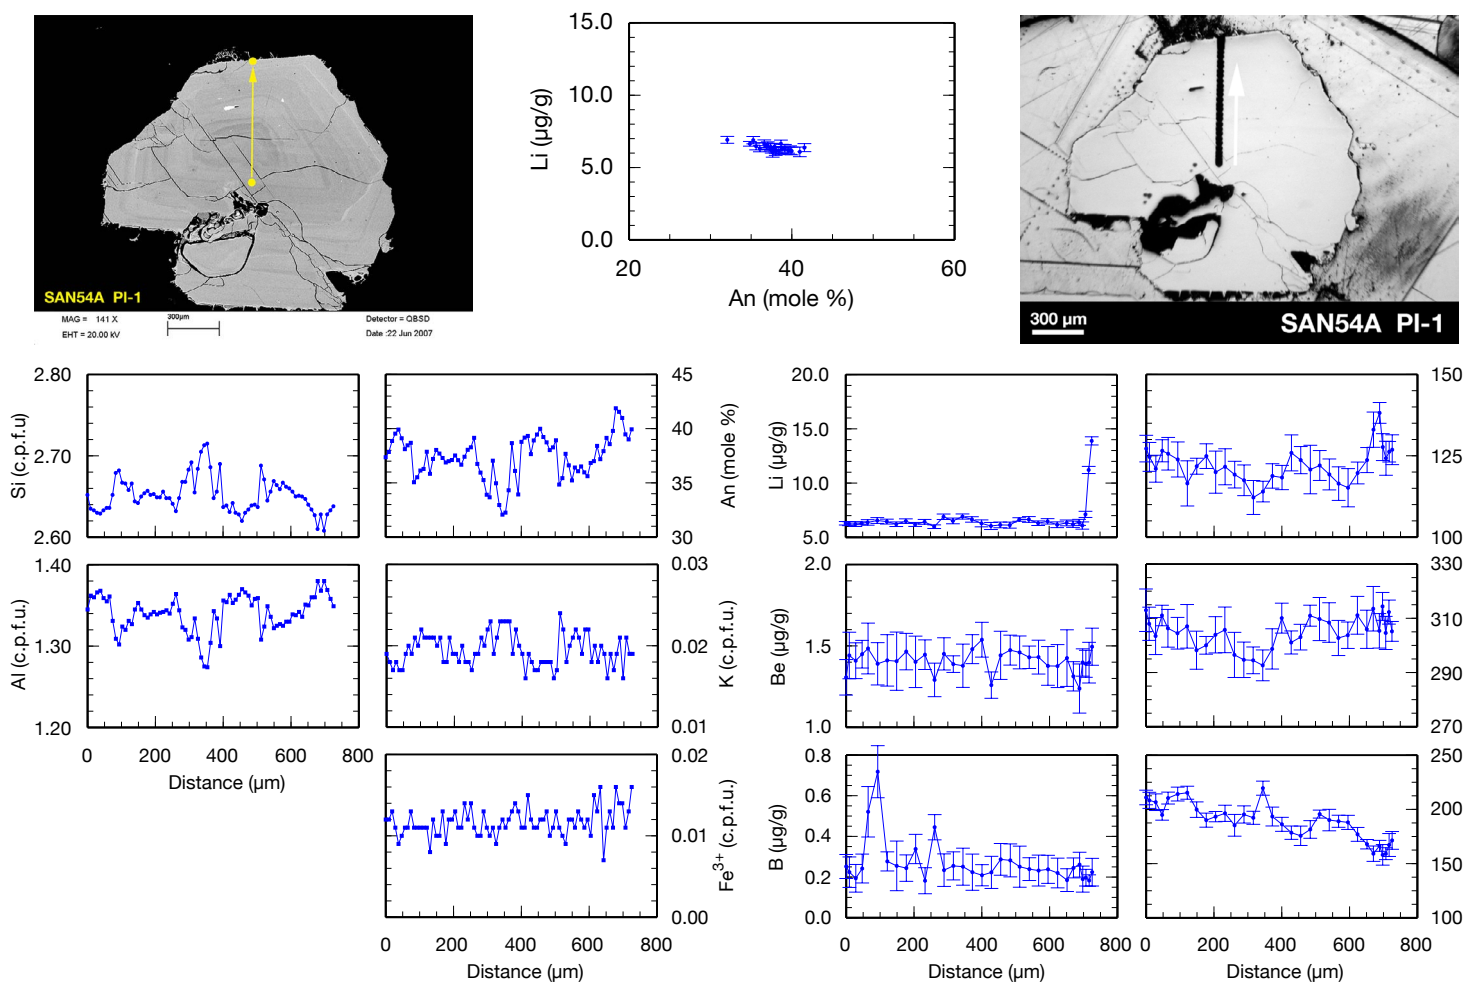 SAN54A PI-1
MAG = 141 X
EHT = 20.00 kV
300µm
Detector = QBSD
Date :22 Jun 2007
15.0
10.0
5.0
0.0
Li (µg/g)
20 40 60
An (mole %)
300 µm
SAN54A PI-1
2.80
2.70
2.60
Si (c.p.f.u)
45
40
35
30
An (mole %)
20.0
15.0
10.0
5.0
Li (µg/g)
150
125
100
1.40
1.30
1.20
Al (c.p.f.u.)
0 200 400 600 800
Distance (µm)
0.03
0.02
0.01
K (c.p.f.u.)
2.0
1.5
1.0
Be (µg/g)
330
310
290
270
0.02
0.01
0.00
Fe3+ (c.p.f.u.)
0 200 400 600 800
Distance (µm)
0.8
0.6
0.4
0.2
0.0
B (µg/g)
0 200 400 600 800
Distance (µm)
250
200
150
100
0 200 400 600 800
Distance (µm)